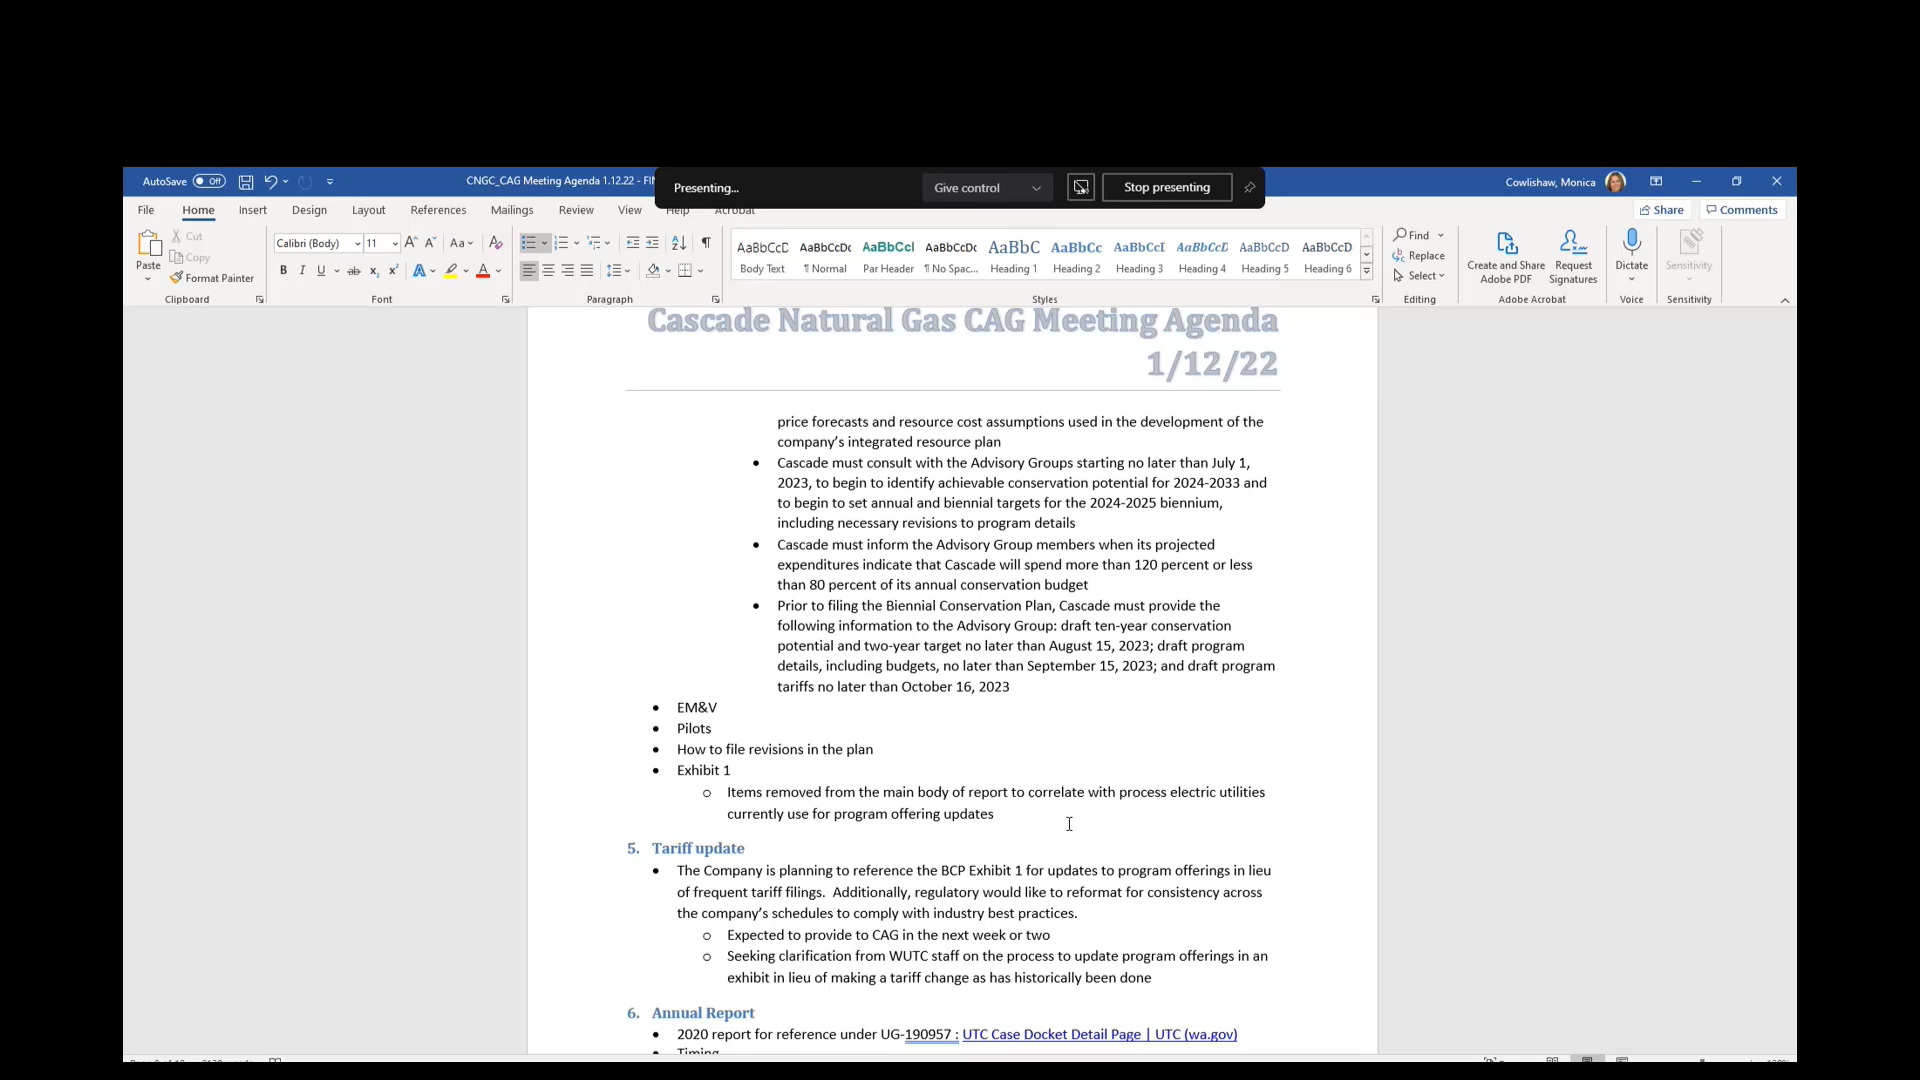 AutoSave Off CNGC_CAG Meeting Agenda 1.12.22 - FIN Cowlishaw, Monica
Presenting... Give control Stop presenting
File Home Insert Design Layout References Mailings Review View Help Acrobat Share Comments
Cut
Copy
Format Painter
Paste
Clipboard
Calibri (Body) 11
Font
Paragraph
AaBbCcD AaBbCcDc AaBbCcI AaBbCcDc AaBbC AaBbCc AaBbCcI AaBbCcD AaBbCcD AaBbCcD
Body Text ¶ Normal Par Header ¶ No Spac... Heading 1 Heading 2 Heading 3 Heading 4 Heading 5 Heading 6
Styles
Find
Replace
Select
Editing
Create and Share Adobe PDF
Request Signatures
Adobe Acrobat
Dictate
Voice
Sensitivity
Sensitivity
Cascade Natural Gas CAG Meeting Agenda
1/12/22
price forecasts and resource cost assumptions used in the development of the
company's integrated resource plan
• Cascade must consult with the Advisory Groups starting no later than July 1,
2023, to begin to identify achievable conservation potential for 2024-2033 and
to begin to set annual and biennial targets for the 2024-2025 biennium,
including necessary revisions to program details
• Cascade must inform the Advisory Group members when its projected
expenditures indicate that Cascade will spend more than 120 percent or less
than 80 percent of its annual conservation budget
• Prior to filing the Biennial Conservation Plan, Cascade must provide the
following information to the Advisory Group: draft ten-year conservation
potential and two-year target no later than August 15, 2023; draft program
details, including budgets, no later than September 15, 2023; and draft program
tariffs no later than October 16, 2023
• EM&V
• Pilots
• How to file revisions in the plan
• Exhibit 1
o Items removed from the main body of report to correlate with process electric utilities
currently use for program offering updates
5. Tariff update
• The Company is planning to reference the BCP Exhibit 1 for updates to program offerings in lieu
of frequent tariff filings.  Additionally, regulatory would like to reformat for consistency across
the company's schedules to comply with industry best practices.
o Expected to provide to CAG in the next week or two
o Seeking clarification from WUTC staff on the process to update program offerings in an
exhibit in lieu of making a tariff change as has historically been done
6. Annual Report
• 2020 report for reference under UG-190957 : UTC Case Docket Detail Page | UTC (wa.gov)
• Timing